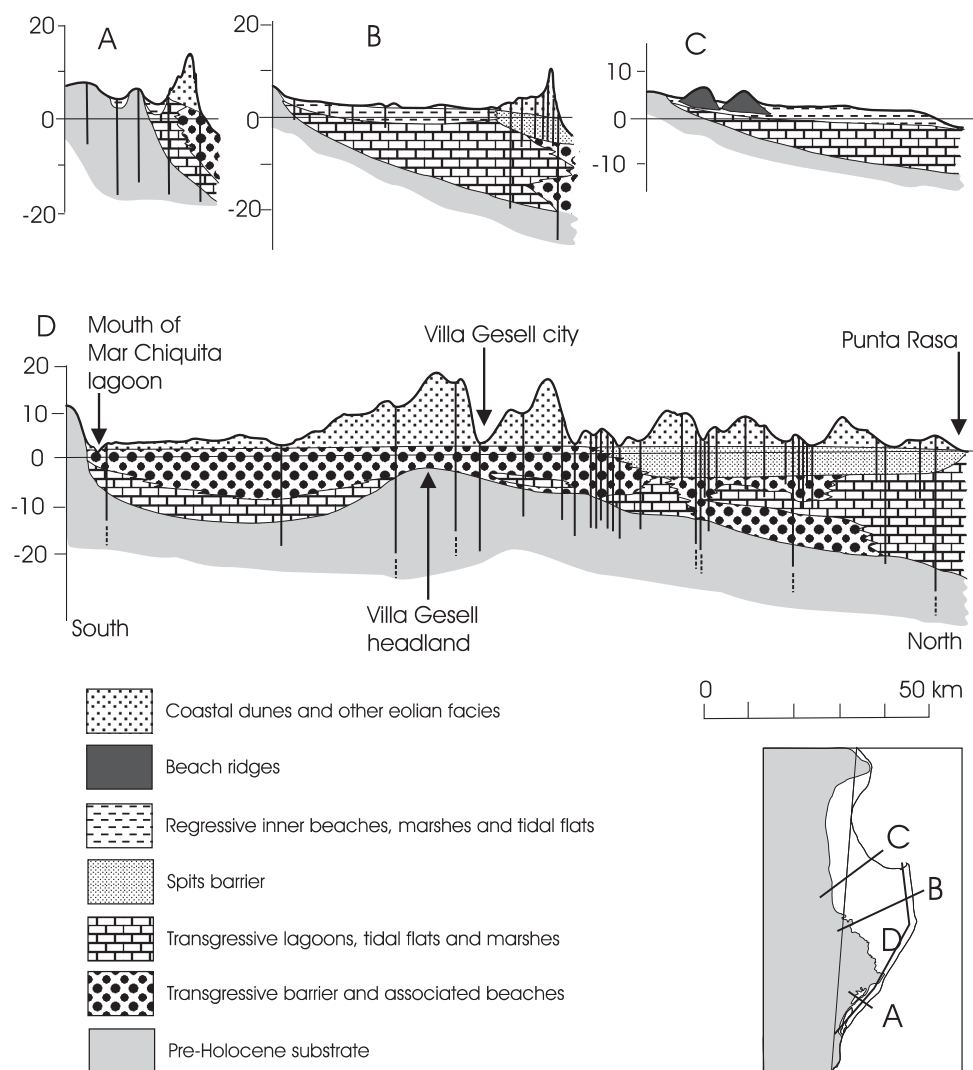 20
A
0
-20
20
B
0
-20
C
10
0
-10
D
Mouth of
Mar Chiquita
lagoon
Villa Gesell city
Punta Rasa
20
10
0
-10
-20
Villa Gesell
headland
South
North
Coastal dunes and other eolian facies
Beach ridges
Regressive inner beaches, marshes and tidal flats
Spits barrier
Transgressive lagoons, tidal flats and marshes
Transgressive barrier and associated beaches
Pre-Holocene substrate
0 50 km
C
B
D
A